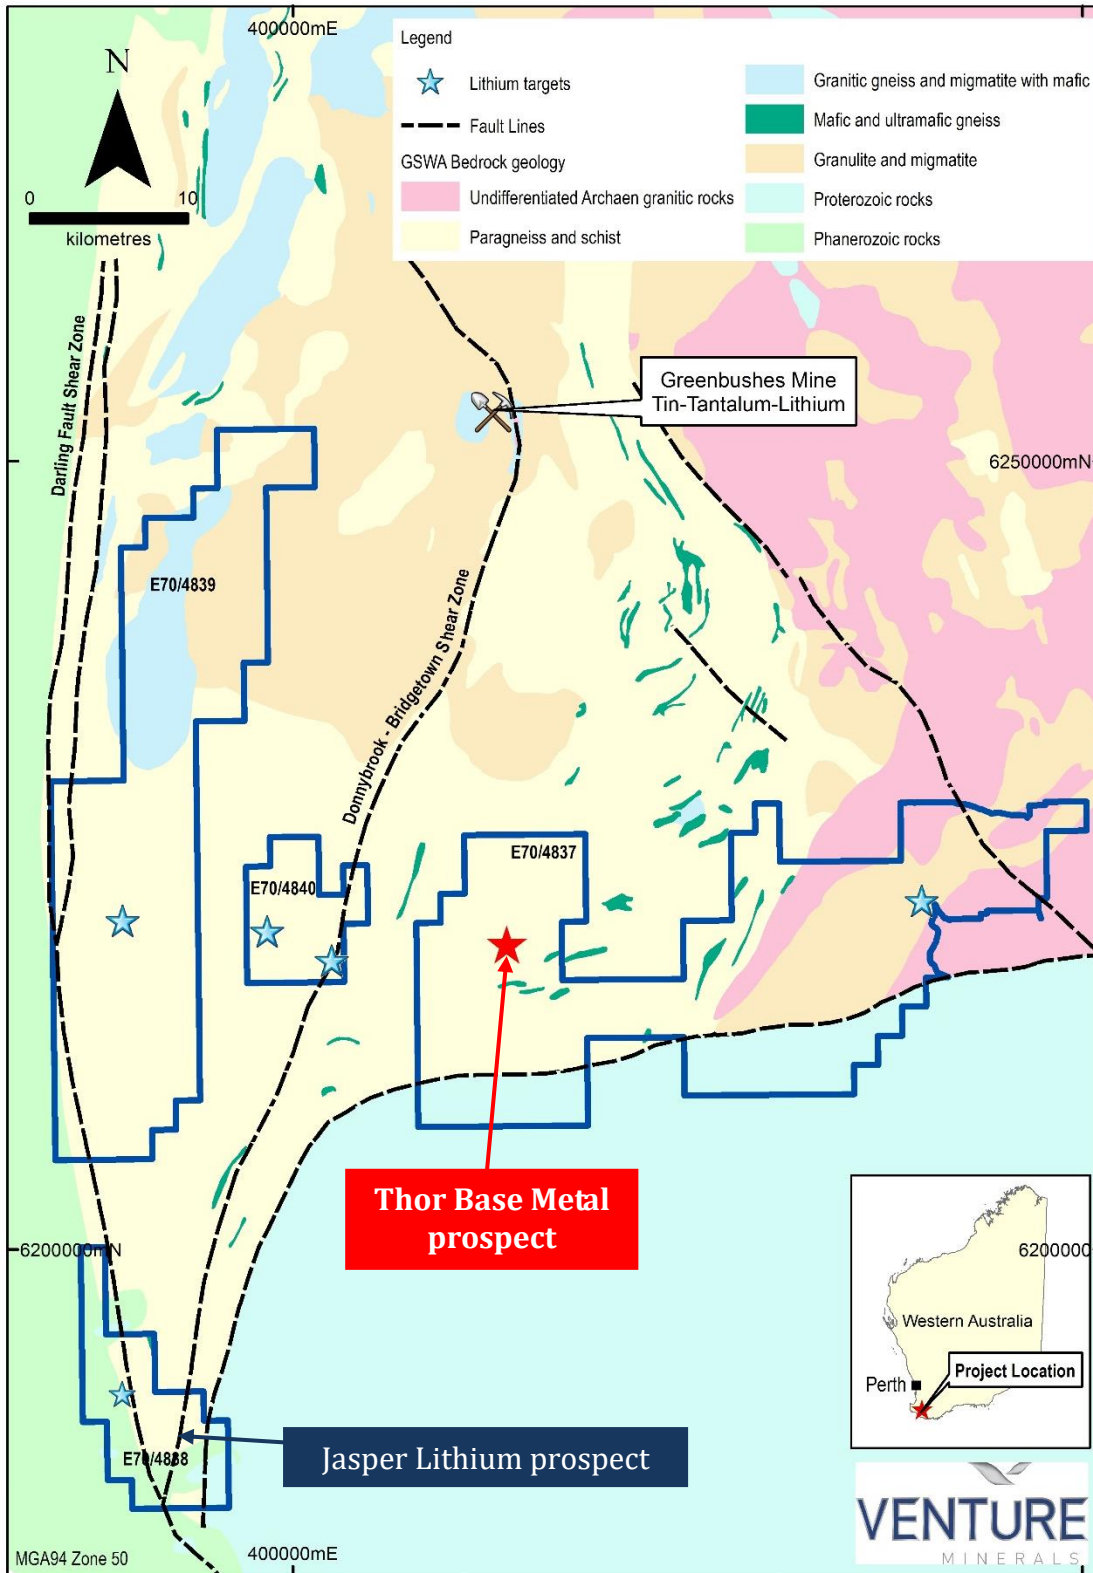 400000mE
Legend
N
Lithium targets
Fault Lines
GSWA Bedrock geology
Undifferentiated Archaen granitic rocks
Paragneiss and schist
Granitic gneiss and migmatite with mafic
Mafic and ultramafic gneiss
Granulite and migmatite
Proterozoic rocks
Phanerozoic rocks
0 10
kilometres
Darling Fault Shear Zone
Greenbushes Mine
Tin-Tantalum-Lithium
6250000mN
E70/4839
Donnybrook - Bridgetown Shear Zone
E70/4837
E70/4840
Thor Base Metal
prospect
6200000mN
6200000
Western Australia
Perth
Project Location
Jasper Lithium prospect
E70/4838
VENTURE
MINERALS
MGA94 Zone 50
400000mE